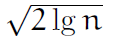 √2 lg n